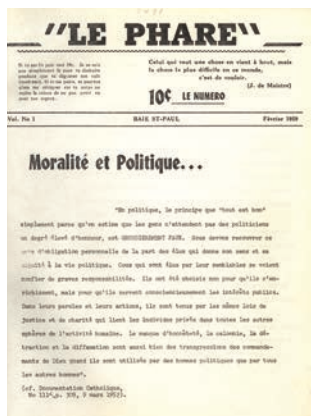 "LE PHARE"
Celui qui veut une chose en vient à bout, mais
la chose la plus difficile en ce monde,
c'est de vouloir.
(J. de Maistre)
10¢ LE NUMERO
Vol. No 1 BAIE ST-PAUL Février 1959
Moralité et Politique...
"En politique, le principe que "tout est bon"
simplement parce qu'on estime que les gens n'attendent pas des politiciens
un degré élevé d'honneur, est GROSSIEREMENT FAUX. Nous devons recouvrer ce
d'obligation personnelle de la part des élus qui donne son sens et sa
à la vie politique. Ceux qui sont élus par leur semblables se voient
confier de graves responsabilités. Ils ont été choisis non pour qu'ils s'en-
richissent, mais pour qu'ils servent consciencieusement les intérêts publics.
Dans leurs paroles et leurs actions, ils sont tenus par les mêmes lois de
justice et de charité qui lient les individus privés dans toutes les autres
sphères de l'activité humaine. Le manque d'honnêteté, la calomnie, la dé-
traction et la diffamation sont aussi bien des transgressions des commande-
ments de Dieu quand ils sont utilisés par des hommes politiques que par tous
les autres hommes".
(cf. Documentation Catholique,
p. 305, 9 mars